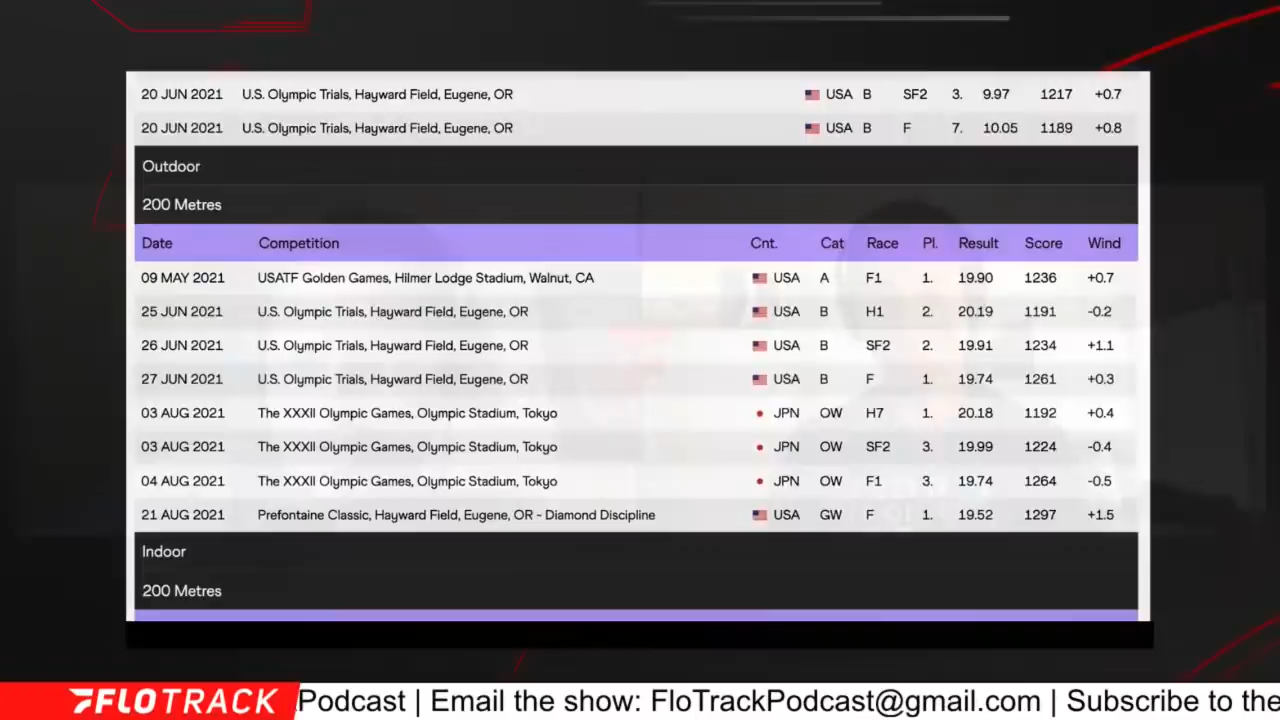 20 JUN 2021 U.S. Olympic Trials, Hayward Field, Eugene, OR USA B SF2 3. 9.97 1217 +0.7
20 JUN 2021 U.S. Olympic Trials, Hayward Field, Eugene, OR USA B F 7. 10.05 1189 +0.8
Outdoor
200 Metres
Date Competition Cnt. Cat Race Pl. Result Score Wind
09 MAY 2021 USATF Golden Games, Hilmer Lodge Stadium, Walnut, CA USA A F1 1. 19.90 1236 +0.7
25 JUN 2021 U.S. Olympic Trials, Hayward Field, Eugene, OR USA B H1 2. 20.19 1191 -0.2
26 JUN 2021 U.S. Olympic Trials, Hayward Field, Eugene, OR USA B SF2 2. 19.91 1234 +1.1
27 JUN 2021 U.S. Olympic Trials, Hayward Field, Eugene, OR USA B F 1. 19.74 1261 +0.3
03 AUG 2021 The XXXII Olympic Games, Olympic Stadium, Tokyo JPN OW H7 1. 20.18 1192 +0.4
03 AUG 2021 The XXXII Olympic Games, Olympic Stadium, Tokyo JPN OW SF2 3. 19.99 1224 -0.4
04 AUG 2021 The XXXII Olympic Games, Olympic Stadium, Tokyo JPN OW F1 3. 19.74 1264 -0.5
21 AUG 2021 Prefontaine Classic, Hayward Field, Eugene, OR - Diamond Discipline USA GW F 1. 19.52 1297 +1.5
Indoor
200 Metres
FLOTRACK Podcast | Email the show: FloTrackPodcast@gmail.com | Subscribe to the